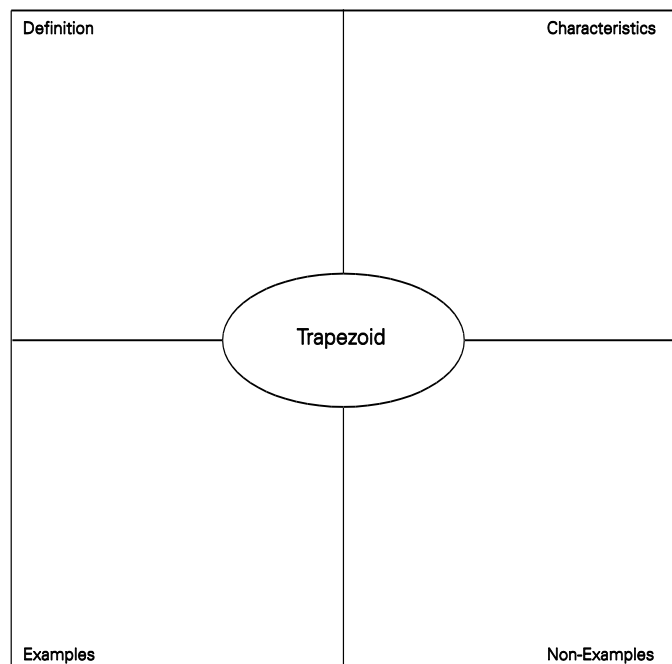 Definition
Characteristics
Trapezoid
Examples
Non-Examples